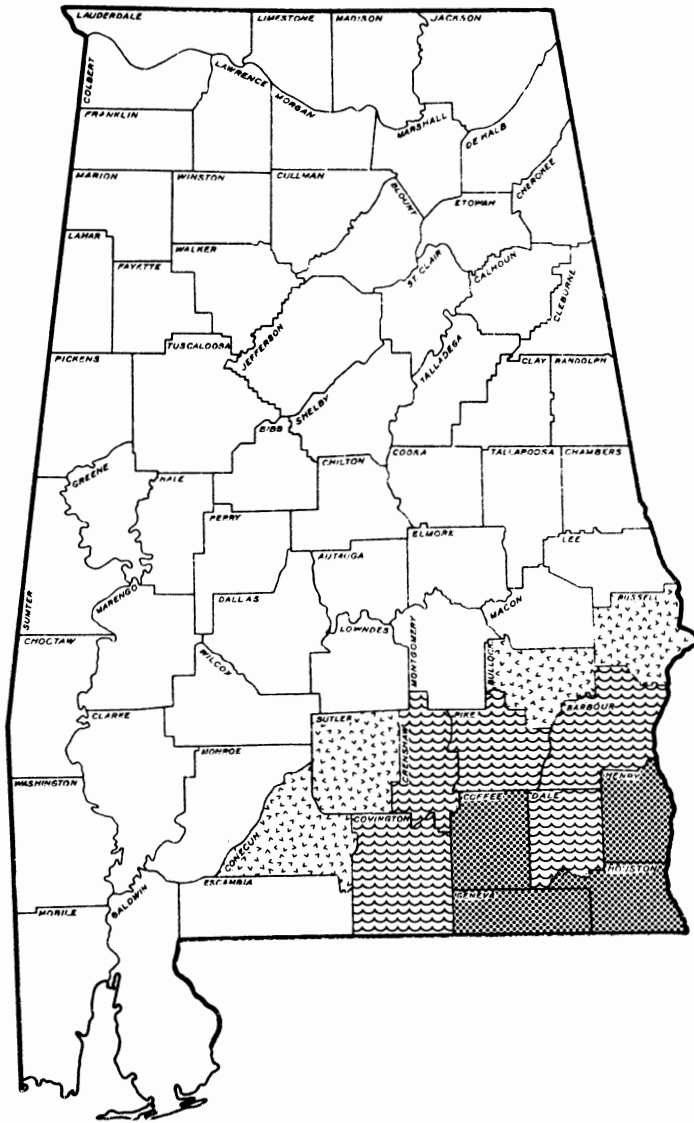 LAUDERDALE
LIMESTONE
MADISON
JACKSON
COLBERT
LAWRENCE
MORGAN
FRANKLIN
MARSHALL
DE KALB
MARION
WINSTON
CULLMAN
BLOUNT
ETOWAH
CHEROKEE
LAMAR
WALKER
FAYETTE
ST. CLAIR
CALHOUN
CLEBURNE
JEFFERSON
TUSCALOOSA
PICKENS
TALLADEGA
CLAY
RANDOLPH
SHELBY
BIBB
COOKA
TALLAPOOSA
CHAMBERS
CHILTON
GREENE
HALE
PERRY
ELMORE
LEE
AUTAUGA
SUMTER
MARENGO
DALLAS
MACON
RUSSELL
CHOCTAW
LOWNDES
MONTGOMERY
BULLOCK
WILCOX
CLARKE
BUTLER
CRENSHAW
PIKE
BARBOUR
MONROE
WASHINGTON
HENRY
COFFEE
DALE
CONECUH
COVINGTON
ESCAMBIA
GENEVA
HOUSTON
MOBILE
BALDWIN